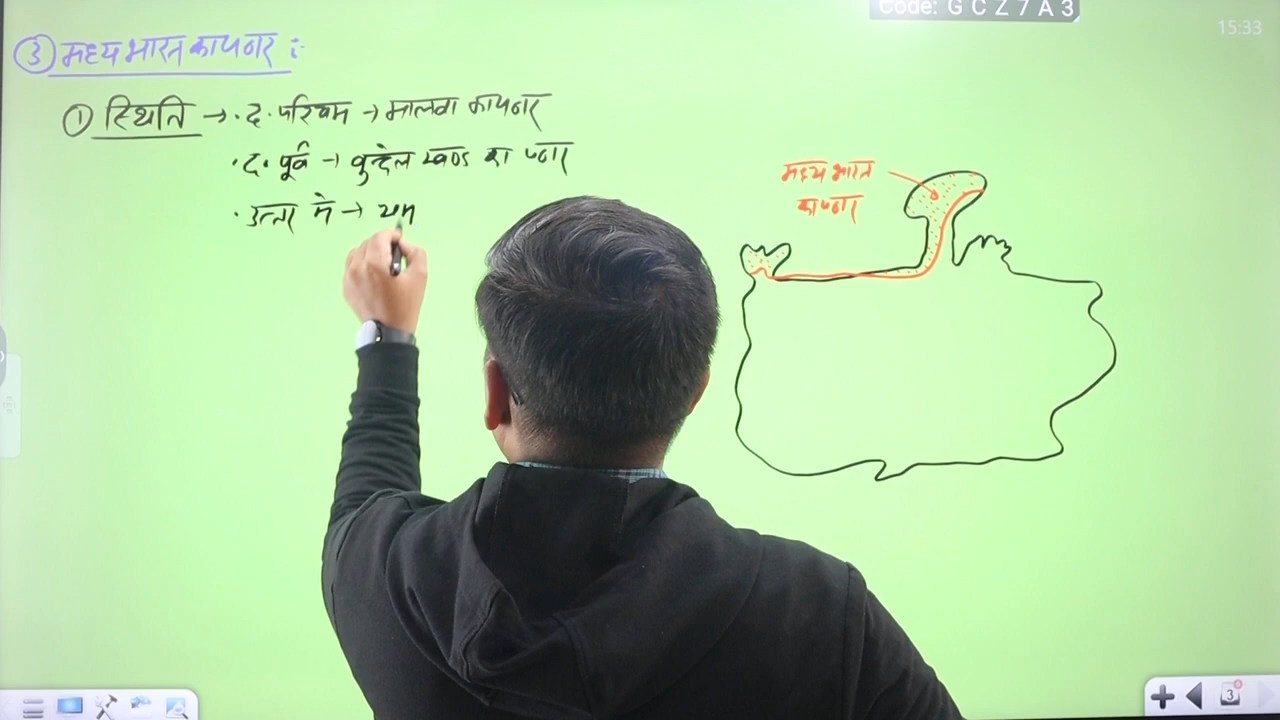 Code: G C Z 7 A 3
15:33
③ मध्य भारत का पठार :-
① स्थिति → · द. पश्चिम → मालवा का पठार
· द. पूर्व → बुन्देल खण्ड का पठार
· उत्तर में → यम
मध्य भारत
का पठार
3